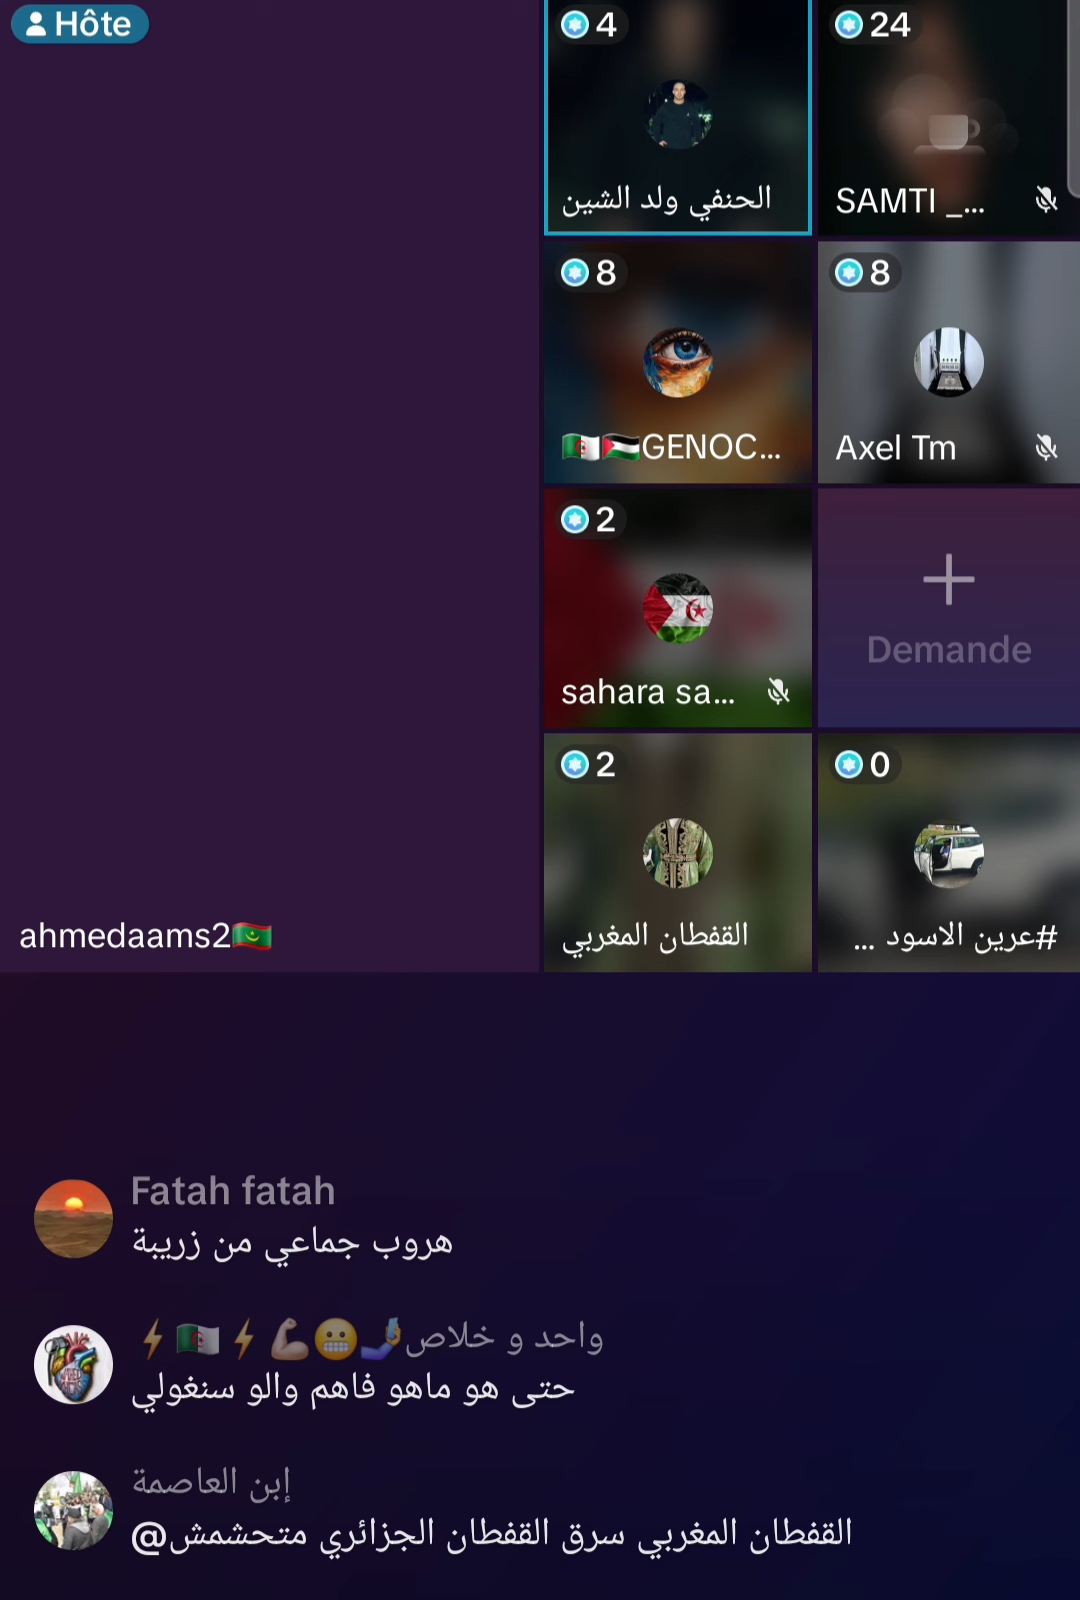 Hôte
4
الحنفي ولد الشين
24
SAMTI _...
8
🇩🇿🇵🇸GENOC...
8
Axel Tm
2
sahara sa...
Demande
2
القفطان المغربي
0
#عرين الاسود ...
ahmedaams2🇲🇷
Fatah fatah
هروب جماعي من زريبة
واحد و خلاص🤳😬💪⚡🇩🇿⚡
حتى هو ماهو فاهم والو سنغولي
إبن العاصمة
القفطان المغربي سرق القفطان الجزائري متحشمش@